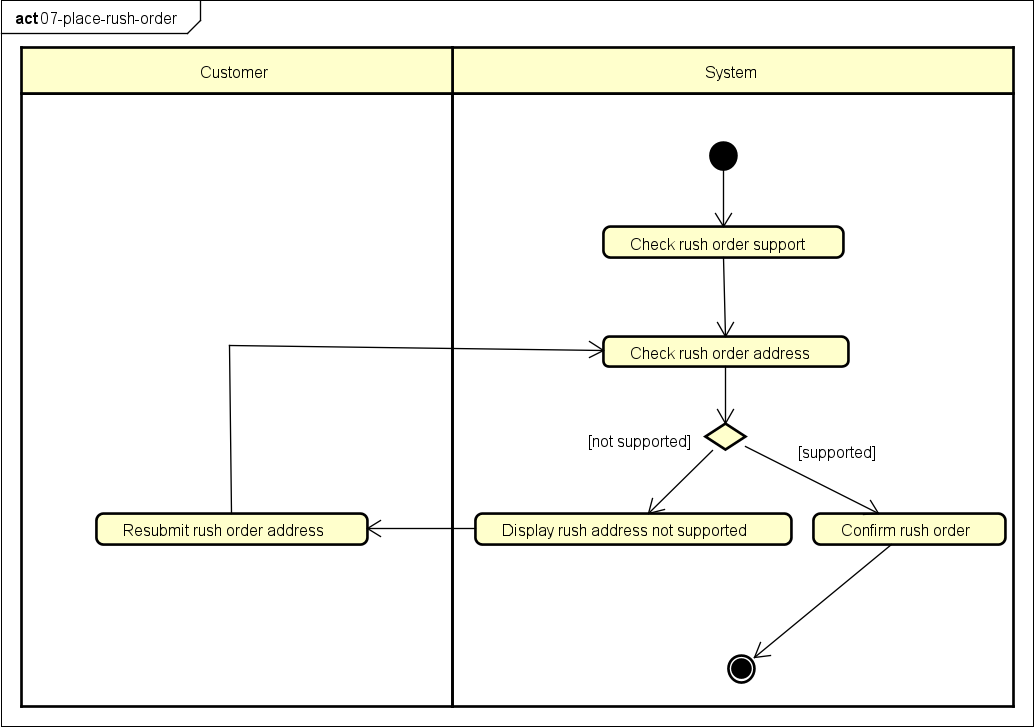 act 07-place-rush-order
Customer
System
Check rush order support
Check rush order address
[not supported]
[supported]
Resubmit rush order address
Display rush address not supported
Confirm rush order